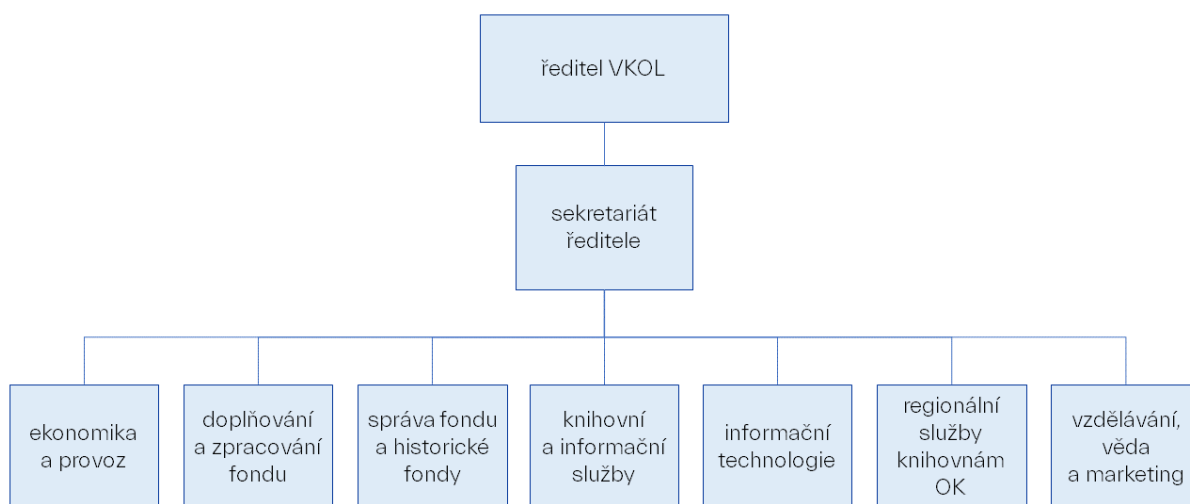 ředitel VKOL
sekretariát
ředitele
ekonomika
a provoz
doplňování
a zpracování
fondu
správa fondu
a historické
fondy
knihovní
a informační
služby
informační
technologie
regionální
služby
knihovnám
OK
vzdělávání,
věda
a marketing